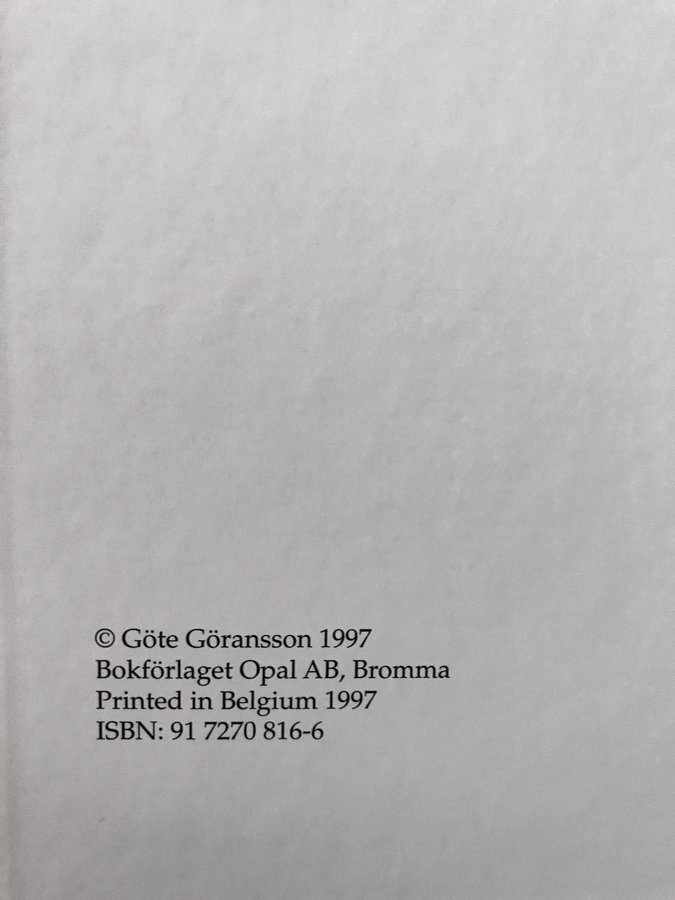 © Göte Göransson 1997
Bokförlaget Opal AB, Bromma
Printed in Belgium 1997
ISBN: 91 7270 816-6